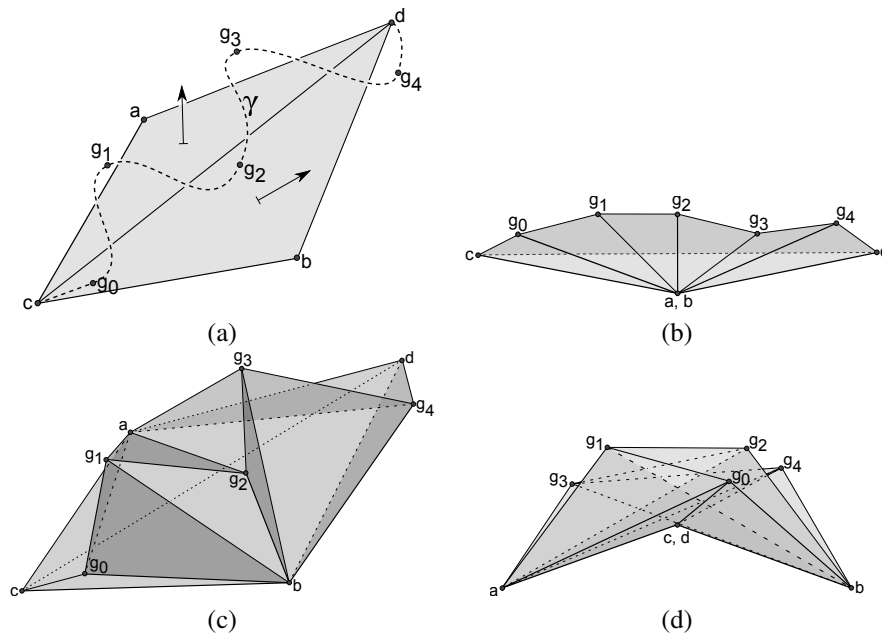 d
g3
g4
a
γ
g1
g2
b
g0
c
(a)
g1 g2
g0 g3 g4
c
a, b
(b)
g3
d
g4
a
g1
g2
g0
c
b
(c)
g1 g2
g3 g4
g0
c, d
a b
(d)